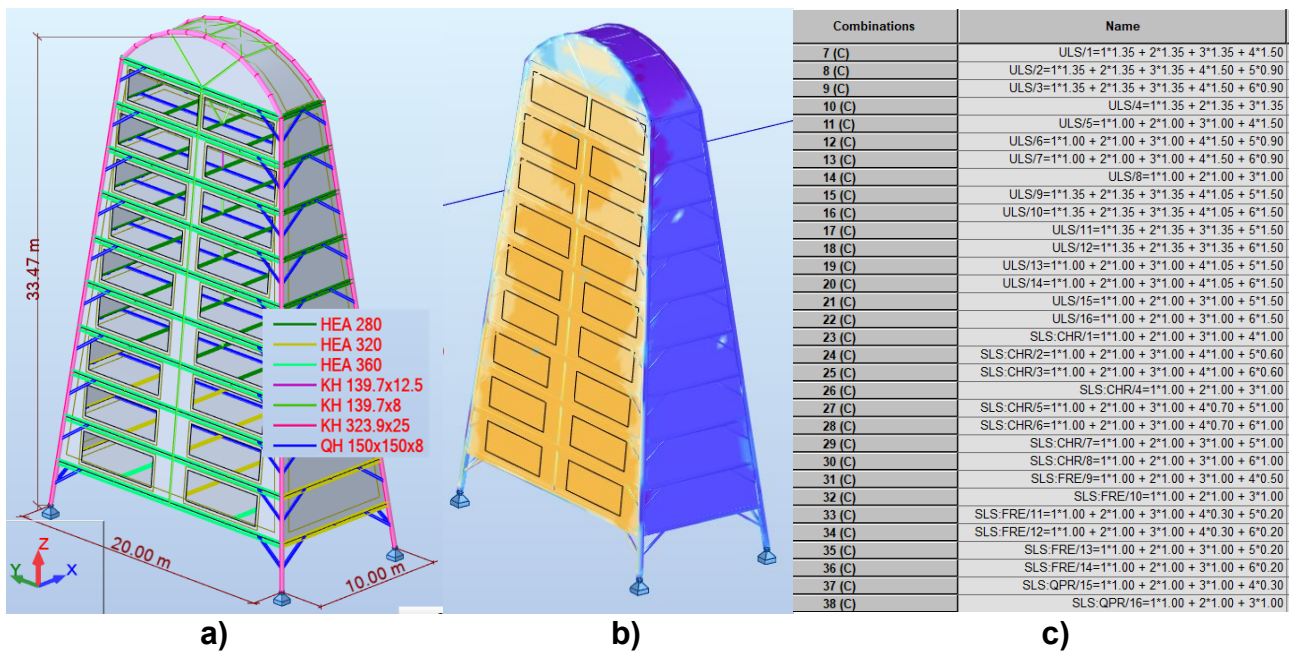 33.47 m
HEA 280
HEA 320
HEA 360
KH 139.7x12.5
KH 139.7x8
KH 323.9x25
QH 150x150x8
20.00 m
10.00 m
Z
Y
X
a)
b)
Combinations Name
7 (C) ULS/1=1*1.35 + 2*1.35 + 3*1.35 + 4*1.50
8 (C) ULS/2=1*1.35 + 2*1.35 + 3*1.35 + 4*1.50 + 5*0.90
9 (C) ULS/3=1*1.35 + 2*1.35 + 3*1.35 + 4*1.50 + 6*0.90
10 (C) ULS/4=1*1.35 + 2*1.35 + 3*1.35
11 (C) ULS/5=1*1.00 + 2*1.00 + 3*1.00 + 4*1.50
12 (C) ULS/6=1*1.00 + 2*1.00 + 3*1.00 + 4*1.50 + 5*0.90
13 (C) ULS/7=1*1.00 + 2*1.00 + 3*1.00 + 4*1.50 + 6*0.90
14 (C) ULS/8=1*1.00 + 2*1.00 + 3*1.00
15 (C) ULS/9=1*1.35 + 2*1.35 + 3*1.35 + 4*1.05 + 5*1.50
16 (C) ULS/10=1*1.35 + 2*1.35 + 3*1.35 + 4*1.05 + 6*1.50
17 (C) ULS/11=1*1.35 + 2*1.35 + 3*1.35 + 5*1.50
18 (C) ULS/12=1*1.35 + 2*1.35 + 3*1.35 + 6*1.50
19 (C) ULS/13=1*1.00 + 2*1.00 + 3*1.00 + 4*1.05 + 5*1.50
20 (C) ULS/14=1*1.00 + 2*1.00 + 3*1.00 + 4*1.05 + 6*1.50
21 (C) ULS/15=1*1.00 + 2*1.00 + 3*1.00 + 5*1.50
22 (C) ULS/16=1*1.00 + 2*1.00 + 3*1.00 + 6*1.50
23 (C) SLS:CHR/1=1*1.00 + 2*1.00 + 3*1.00 + 4*1.00
24 (C) SLS:CHR/2=1*1.00 + 2*1.00 + 3*1.00 + 4*1.00 + 5*0.60
25 (C) SLS:CHR/3=1*1.00 + 2*1.00 + 3*1.00 + 4*1.00 + 6*0.60
26 (C) SLS:CHR/4=1*1.00 + 2*1.00 + 3*1.00
27 (C) SLS:CHR/5=1*1.00 + 2*1.00 + 3*1.00 + 4*0.70 + 5*1.00
28 (C) SLS:CHR/6=1*1.00 + 2*1.00 + 3*1.00 + 4*0.70 + 6*1.00
29 (C) SLS:CHR/7=1*1.00 + 2*1.00 + 3*1.00 + 5*1.00
30 (C) SLS:CHR/8=1*1.00 + 2*1.00 + 3*1.00 + 6*1.00
31 (C) SLS:FRE/9=1*1.00 + 2*1.00 + 3*1.00 + 4*0.50
32 (C) SLS:FRE/10=1*1.00 + 2*1.00 + 3*1.00
33 (C) SLS:FRE/11=1*1.00 + 2*1.00 + 3*1.00 + 4*0.30 + 5*0.20
34 (C) SLS:FRE/12=1*1.00 + 2*1.00 + 3*1.00 + 4*0.30 + 6*0.20
35 (C) SLS:FRE/13=1*1.00 + 2*1.00 + 3*1.00 + 5*0.20
36 (C) SLS:FRE/14=1*1.00 + 2*1.00 + 3*1.00 + 6*0.20
37 (C) SLS:QPR/15=1*1.00 + 2*1.00 + 3*1.00 + 4*0.30
38 (C) SLS:QPR/16=1*1.00 + 2*1.00 + 3*1.00
c)